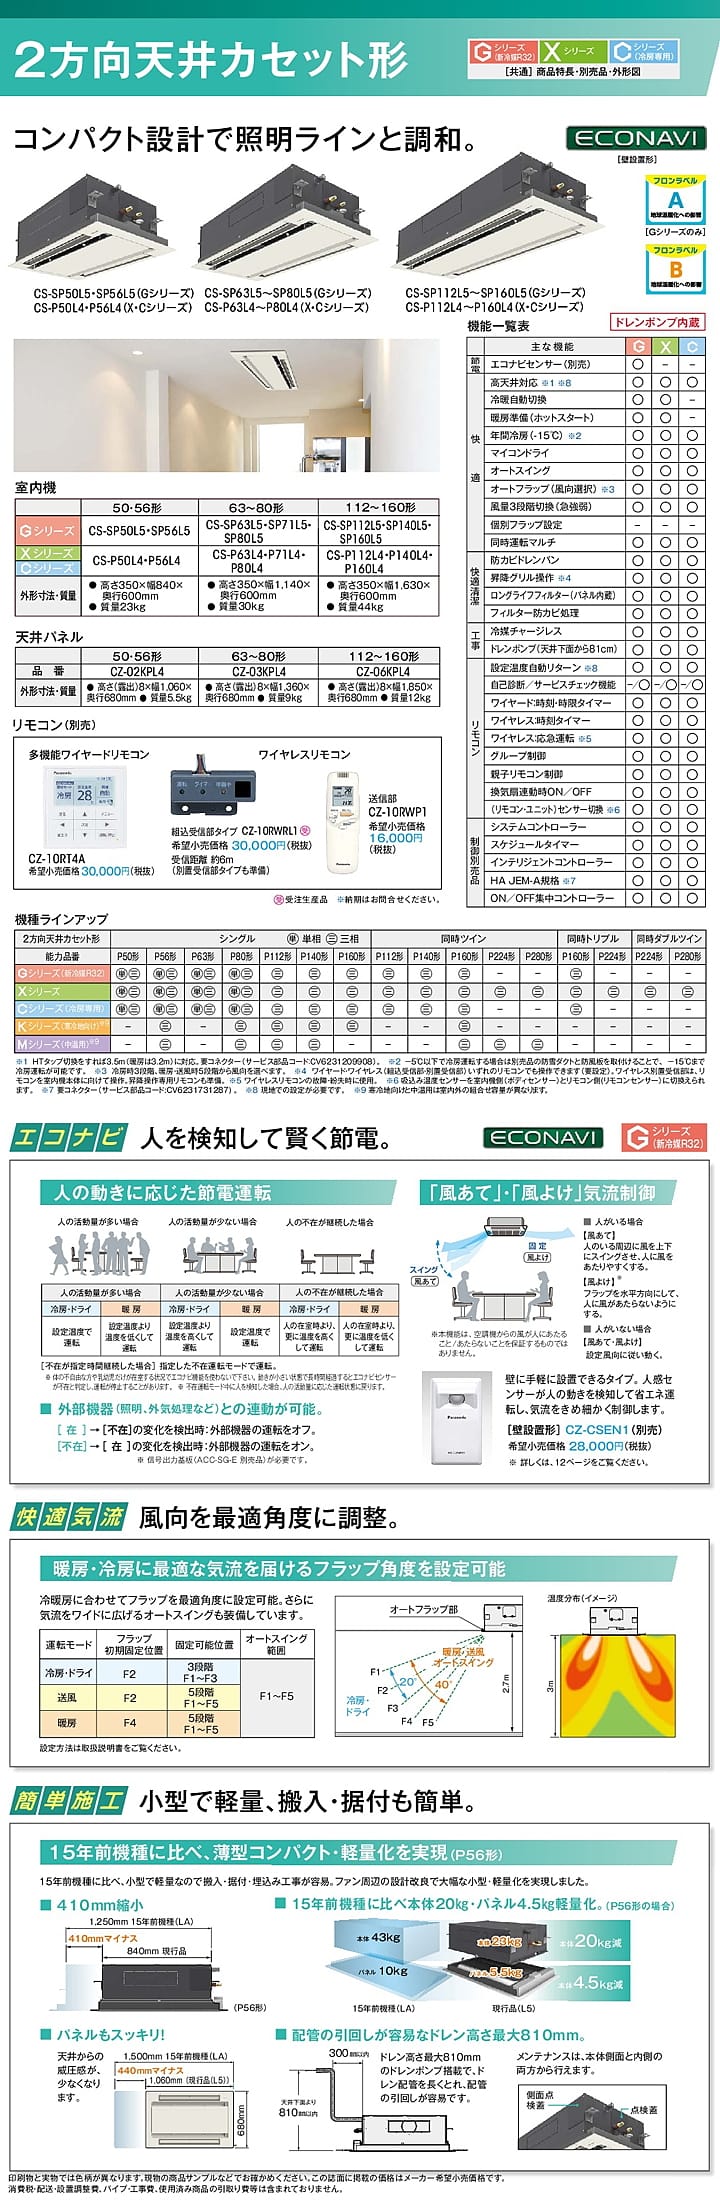 2方向天井カセット形
Gシリーズ(新冷媒R32) Xシリーズ Cシリーズ(冷房専用)
[共通] 商品特長・別売品・外形図
コンパクト設計で照明ラインと調和。
ECONAVI
[壁設置形]
フロンラベル
A
地球温暖化への影響
[Gシリーズのみ]
フロンラベル
B
地球温暖化への影響
CS-SP50L5・SP56L5(Gシリーズ)
CS-P50L4・P56L4(X・Cシリーズ)
CS-SP63L5〜SP80L5(Gシリーズ)
CS-P63L4〜P80L4(X・Cシリーズ)
CS-SP112L5〜SP160L5(Gシリーズ)
CS-P112L4〜P160L4(X・Cシリーズ)
機能一覧表
ドレンポンプ内蔵
主な機能 G X C
節電 エコナビセンサー(別売) ○ − −
快適 高天井対応 ※1 ※8 ○ ○ ○
冷暖自動切換 ○ ○ −
暖房準備(ホットスタート) ○ ○ −
年間冷房(-15℃) ※2 ○ ○ ○
マイコンドライ ○ ○ ○
オートスイング ○ ○ ○
オートフラップ(風向選択) ※3 ○ ○ ○
風量3段階切換(急強弱) ○ ○ ○
個別フラップ設定 − − −
同時運転マルチ ○ ○ ○
快適清潔 防カビドレンパン ○ ○ ○
昇降グリル操作 ※4 ○ ○ ○
ロングライフフィルター(パネル内蔵) ○ ○ ○
フィルター防カビ処理 ○ ○ ○
工事 冷媒チャージレス ○ ○ ○
ドレンポンプ(天井下面から81cm) ○ ○ ○
リモコン 設定温度自動リターン ※8 ○ ○ ○
自己診断/サービスチェック機能 −/○ −/○ −/○
ワイヤード:時刻・時限タイマー ○ ○ ○
ワイヤレス:時刻タイマー ○ ○ ○
ワイヤレス:応急運転 ※5 ○ ○ ○
グループ制御 ○ ○ ○
親子リモコン制御 ○ ○ ○
換気扇連動時ON/OFF ○ ○ ○
(リモコン・ユニット)センサー切換 ※6 ○ ○ ○
制御別売品 システムコントローラー ○ ○ ○
スケジュールタイマー ○ ○ ○
インテリジェントコントローラー ○ ○ ○
HA JEM-A規格 ※7 ○ ○ ○
ON/OFF集中コントローラー ○ ○ ○
室内機
50・56形 63〜80形 112〜160形
Gシリーズ CS-SP50L5・SP56L5 CS-SP63L5・SP71L5・SP80L5 CS-SP112L5・SP140L5・SP160L5
Xシリーズ
Cシリーズ
CS-P50L4・P56L4 CS-P63L4・P71L4・P80L4 CS-P112L4・P140L4・P160L4
外形寸法・質量 ●高さ350×幅840×奥行600mm ●質量23kg ●高さ350×幅1,140×奥行600mm ●質量30kg ●高さ350×幅1,630×奥行600mm ●質量44kg
天井パネル
50・56形 63〜80形 112〜160形
品番 CZ-02KPL4 CZ-03KPL4 CZ-06KPL4
外形寸法・質量 ●高さ(露出)8×幅1,060×奥行680mm ●質量5.5kg ●高さ(露出)8×幅1,360×奥行680mm ●質量9kg ●高さ(露出)8×幅1,850×奥行680mm ●質量12kg
リモコン(別売)
多機能ワイヤードリモコン
CZ-10RT4A
希望小売価格30,000円(税抜)
ワイヤレスリモコン
組込受信部タイプ CZ-10RWRL1 受
希望小売価格 30,000円(税抜)
受信距離 約6m
(別置受信部タイプも準備)
送信部
CZ-10RWP1
希望小売価格
16,000円
(税抜)
受 受注生産品 ※納期はお問合せください。
機種ラインアップ
2方向天井カセット形 シングル 単 単相 三 三相 同時ツイン 同時トリプル 同時ダブルツイン
能力品番 P50形 P56形 P63形 P80形 P112形 P140形 P160形 P112形 P140形 P160形 P224形 P280形 P160形 P224形 P224形 P280形
Gシリーズ(新冷媒R32) 単三 単三 単三 単三 三 三 三 三 三 三 − − 三 − − −
Xシリーズ 単三 単三 単三 単三 三 三 三 三 三 三 三 三 三 三 三 三
Cシリーズ(冷房専用) 単三 単三 単三 単三 三 三 三 三 三 三 − − 三 − − −
Kシリーズ(寒冷地向け)※9 − 三 − 三 三 三 三 − − 三 − − − − − −
Mシリーズ(中温用)※9 − 三 − 三 三 三 − − − 三 三 三 − − − −
※1 HTタップ切換をすれば3.5m(暖房は3.2m)に対応。要コネクター(サービス部品コード:CV6231209908)。 ※2 −5℃以下で冷房運転する場合は別売品の防雪ダクトと防風板を取付けることで、−15℃まで
冷房運転が可能です。 ※3 冷房時3段階、暖房・送風時5段階から風向を選べます。 ※4 ワイヤード・ワイヤレス(組込受信部・別置受信部)いずれのリモコンでも操作できます(要設定)。ワイヤレス別置受信部は、リ
モコンを室内機本体に向けて操作。昇降操作専用リモコンも準備。 ※5 ワイヤレスリモコンの故障・紛失時に使用。 ※6 吸込み温度センサーを室内機側(ボディセンサー)とリモコン側(リモコンセンサー)に切換えられ
ます。 ※7 要コネクター(サービス部品コード:CV6231731287)。 ※8 現地での設定が必要です。 ※9 寒冷地向けと中温用は室内外の組合せ容量が異なります。
エコナビ 人を検知して賢く節電。
ECONAVI
Gシリーズ(新冷媒R32)
人の動きに応じた節電運転
人の活動量が多い場合 人の活動量が少ない場合 人の不在が継続した場合
人の活動量が多い場合 人の活動量が少ない場合 人の不在が継続した場合
冷房・ドライ 暖房 冷房・ドライ 暖房 冷房・ドライ 暖房
設定温度で運転 設定温度より温度を低くして運転 設定温度より温度を高くして運転 設定温度で運転 人の在室時より、更に温度を高くして運転 人の在室時より、更に温度を低くして運転
[不在が指定時間継続した場合] 指定した不在運転モードで運転。
※ 体の不自由な方や乳幼児だけが在室する状況でエコナビ機能を使わないで下さい。動きが小さい状態で長時間経過するとエコナビセンサー
が不在と判定し、運転が停止することがあります。 ※ 不在運転モード中に人を検知した場合、人の活動量に応じた運転状態に戻ります。
■ 外部機器(照明、外気処理など)との連動が可能。
[在]→[不在]の変化を検出時:外部機器の運転をオフ。
[不在]→[在]の変化を検出時:外部機器の運転をオン。
※ 信号出力基板(ACC-SG-E 別売品)が必要です。
「風あて」・「風よけ」気流制御
スイング
風あて
固定
風よけ
■ 人がいる場合
【風あて】
人のいる周辺に風を上下
にスイングさせ、人に風を
あたりやすくする。
【風よけ】※
フラップを水平方向にして、
人に風があたらないように
する。
■ 人がいない場合
【風あて・風よけ】
設定風向に従い動く。
※本機能は、空調機からの風が人にあたる
こと/あたらないことを保証するものでは
ありません。
Panasonic
壁に手軽に設置できるタイプ。人感セ
ンサーが人の動きを検知して省エネ運
転し、気流をきめ細かく制御します。
[壁設置形] CZ-CSEN1(別売)
希望小売価格 28,000円(税抜)
※ 詳しくは、12ページをご覧ください。
快適気流 風向を最適角度に調整。
暖房・冷房に最適な気流を届けるフラップ角度を設定可能
冷暖房に合わせてフラップを最適角度に設定可能。さらに
気流をワイドに広げるオートスイングも装備しています。
運転モード フラップ初期固定位置 固定可能位置 オートスイング範囲
冷房・ドライ F2 3段階 F1〜F3 F1〜F5
送風 F2 5段階 F1〜F5
暖房 F4 5段階 F1〜F5
設定方法は取扱説明書をご覧ください。
オートフラップ部
暖房・送風
オートスイング
F1
F2
F3
F4 F5
20°
40°
冷房・
ドライ
2.7m
温度分布(イメージ)
3m
簡単施工 小型で軽量、搬入・据付も簡単。
15年前機種に比べ、薄型コンパクト・軽量化を実現(P56形)
15年前機種に比べ、小型で軽量なので搬入・据付・埋込み工事が容易。ファン周辺の設計改良で大幅な小型・軽量化を実現しました。
■ 410mm縮小
1,250mm 15年前機種(LA)
410mmマイナス
840mm 現行品
(P56形)
■ 15年前機種に比べ本体20kg・パネル4.5kg軽量化。(P56形の場合)
本体 43kg
パネル 10kg
15年前機種(LA)
本体 23kg
パネル 5.5kg
現行品(L5)
本体 20kg減
本体 4.5kg減
■ パネルもスッキリ!
天井からの
威圧感が、
少なくなり
ます。
1,500mm 15年前機種(LA)
440mmマイナス
1,060mm (現行品(L5))
680mm
■ 配管の引回しが容易なドレン高さ最大810mm。
300mm以内
天井下面より
810mm以内
ドレン高さ最大810mm
のドレンポンプ搭載で、ド
レン配管を長くとれ、配管
の引回しが容易です。
メンテナンスは、本体側面と内側の
両方から行えます。
側面点
検蓋
点検蓋
印刷物と実物では色柄が異なります。現物の商品サンプルなどでお確かめください。この誌面に掲載の価格はメーカー希望小売価格です。
消費税・配送・設置調整費、パイプ・工事費、使用済み商品の引取り費等は含まれておりません。